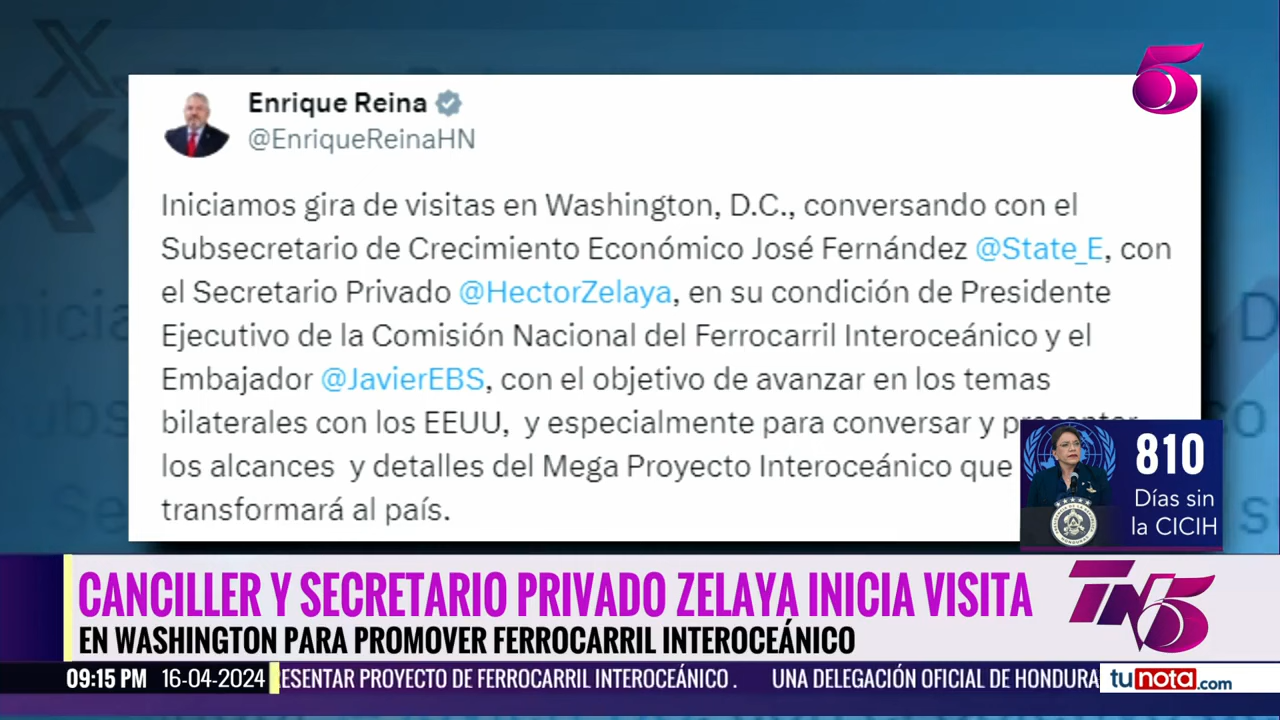 5
Enrique Reina
@EnriqueReinaHN
Iniciamos gira de visitas en Washington, D.C., conversando con el
Subsecretario de Crecimiento Económico José Fernández @State_E, con
el Secretario Privado @HectorZelaya, en su condición de Presidente
Ejecutivo de la Comisión Nacional del Ferrocarril Interoceánico y el
Embajador @JavierEBS, con el objetivo de avanzar en los temas
bilaterales con los EEUU, y especialmente para conversar y presentar
los alcances y detalles del Mega Proyecto Interoceánico que
transformará al país.
810
Días sin
la CICIH
CANCILLER Y SECRETARIO PRIVADO ZELAYA INICIA VISITA
EN WASHINGTON PARA PROMOVER FERROCARRIL INTEROCEÁNICO
TN5
09:15 PM 16-04-2024 RESENTAR PROYECTO DE FERROCARRIL INTEROCEÁNICO . UNA DELEGACIÓN OFICIAL DE HONDURA
tunota.com